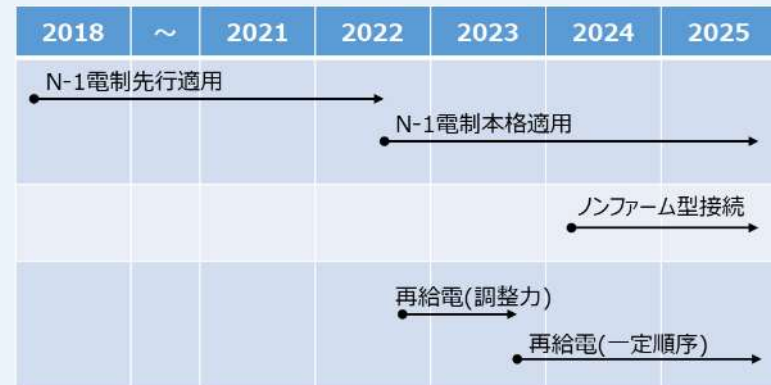 2018 ～ 2021 2022 2023 2024 2025
N-1電制先行適用
N-1電制本格適用
ノンファーム型接続
再給電(調整力)
再給電(一定順序)